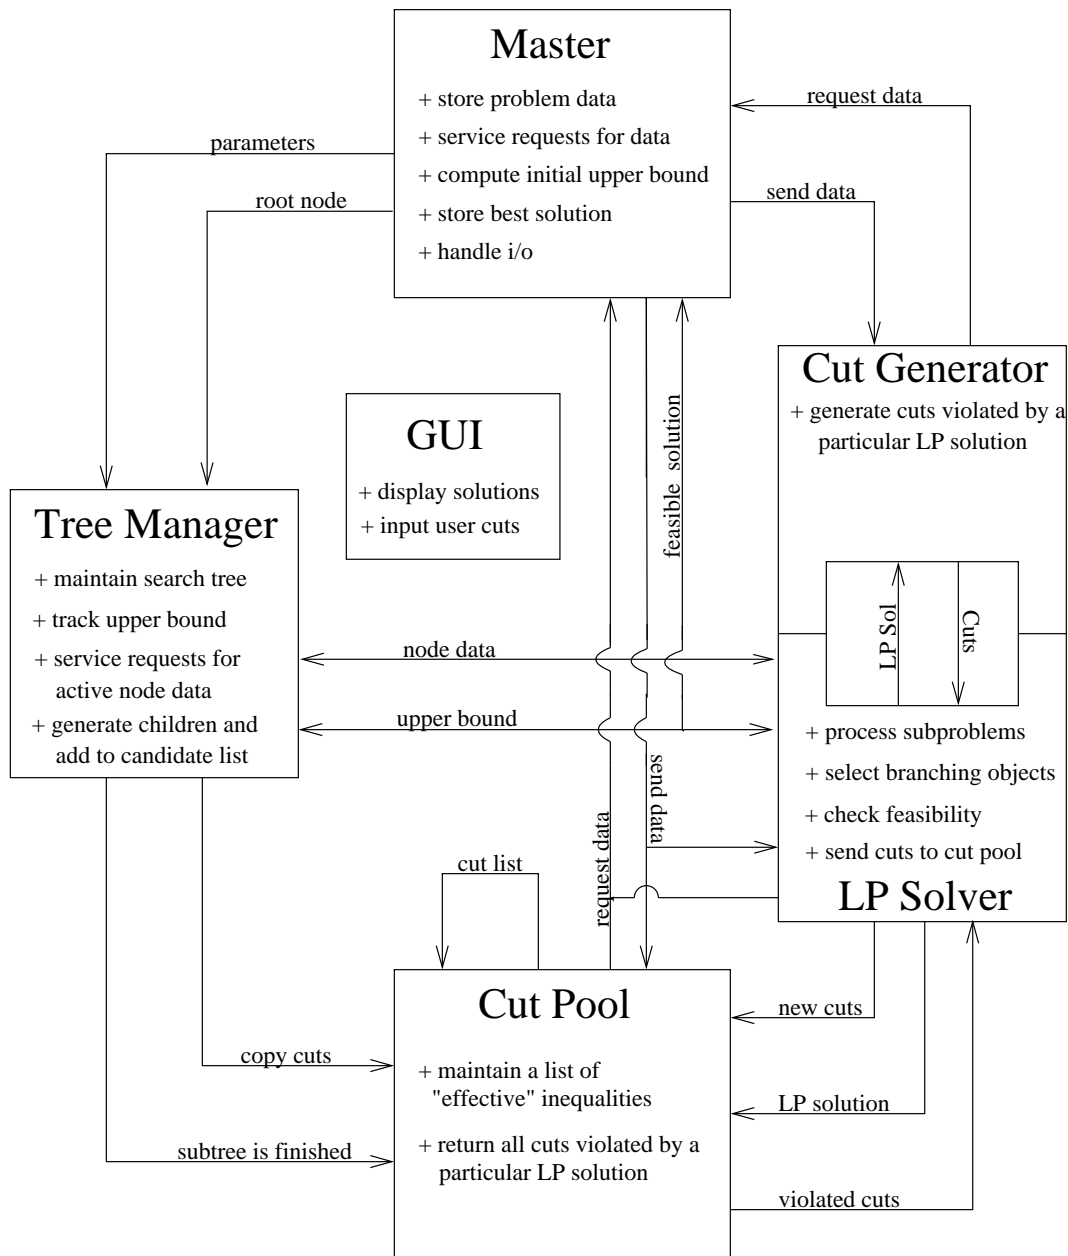 Master
+ store problem data
+ service requests for data
+ compute initial upper bound
+ store best solution
+ handle i/o
request data
send data
parameters
root node
Cut Generator
+ generate cuts violated by a
particular LP solution
GUI
+ display solutions
+ input user cuts
feasible solution
Tree Manager
+ maintain search tree
+ track upper bound
+ service requests for
active node data
+ generate children and
add to candidate list
node data
upper bound
LP Sol
Cuts
+ process subproblems
+ select branching objects
+ check feasibility
+ send cuts to cut pool
LP Solver
send data
request data
cut list
Cut Pool
+ maintain a list of
"effective" inequalities
+ return all cuts violated by a
particular LP solution
copy cuts
subtree is finished
new cuts
LP solution
violated cuts